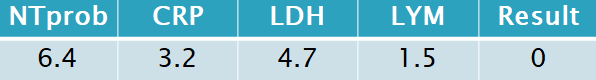 NTprob CRP LDH LYM Result
6.4 3.2 4.7 1.5 0